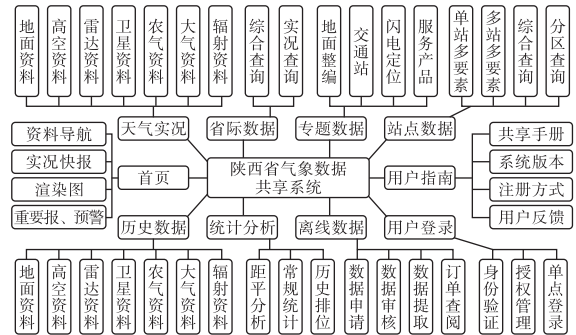 地面资料
高空资料
雷达资料
卫星资料
农气资料
大气资料
辐射资料
综合查询
实况查询
地面整编
交通站
闪电定位
服务产品
单站多要素
多站多要素
综合查询
分区查询
天气实况
省际数据
专题数据
站点数据
资料导航
实况快报
渲染图
重要报、预警
首页
陕西省气象数据
共享系统
用户指南
共享手册
系统版本
注册方式
用户反馈
历史数据
统计分析
离线数据
用户登录
地面资料
高空资料
雷达资料
卫星资料
农气资料
大气资料
辐射资料
距平分析
常规统计
历史排位
数据申请
数据审核
数据提取
订单查阅
身份验证
授权管理
单点登录